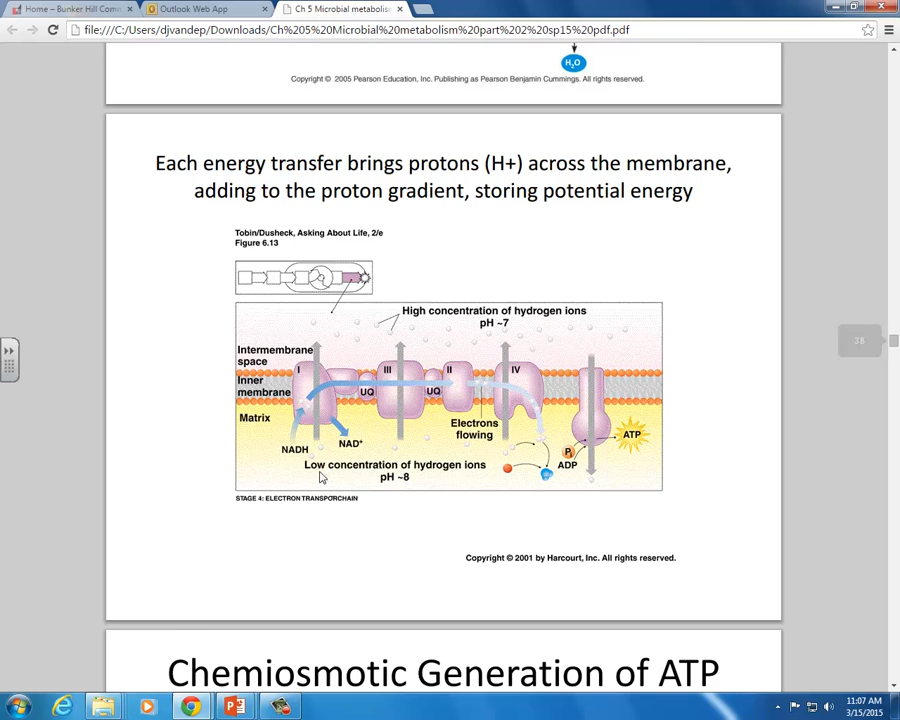 Home – Bunker Hill Comm
Outlook Web App
Ch 5 Microbial metabolism
file:///C:/Users/djvandep/Downloads/Ch%205%20Microbial%20metabolism%20part%202%20sp15%20pdf.pdf
H₂O
Copyright © 2005 Pearson Education, Inc. Publishing as Pearson Benjamin Cummings. All rights reserved.
Each energy transfer brings protons (H+) across the membrane,
adding to the proton gradient, storing potential energy
Tobin/Dusheck, Asking About Life, 2/e
Figure 6.13
High concentration of hydrogen ions
pH ~7
Intermembrane
space
Inner
membrane
Matrix
I
UQ
III
UQ
II
IV
Electrons
flowing
NADH
NAD⁺
Pᵢ
ADP
ATP
Low concentration of hydrogen ions
pH ~8
STAGE 4: ELECTRON TRANSPORCHAIN
Copyright © 2001 by Harcourt, Inc. All rights reserved.
38
Chemiosmotic Generation of ATP
11:07 AM
3/15/2015